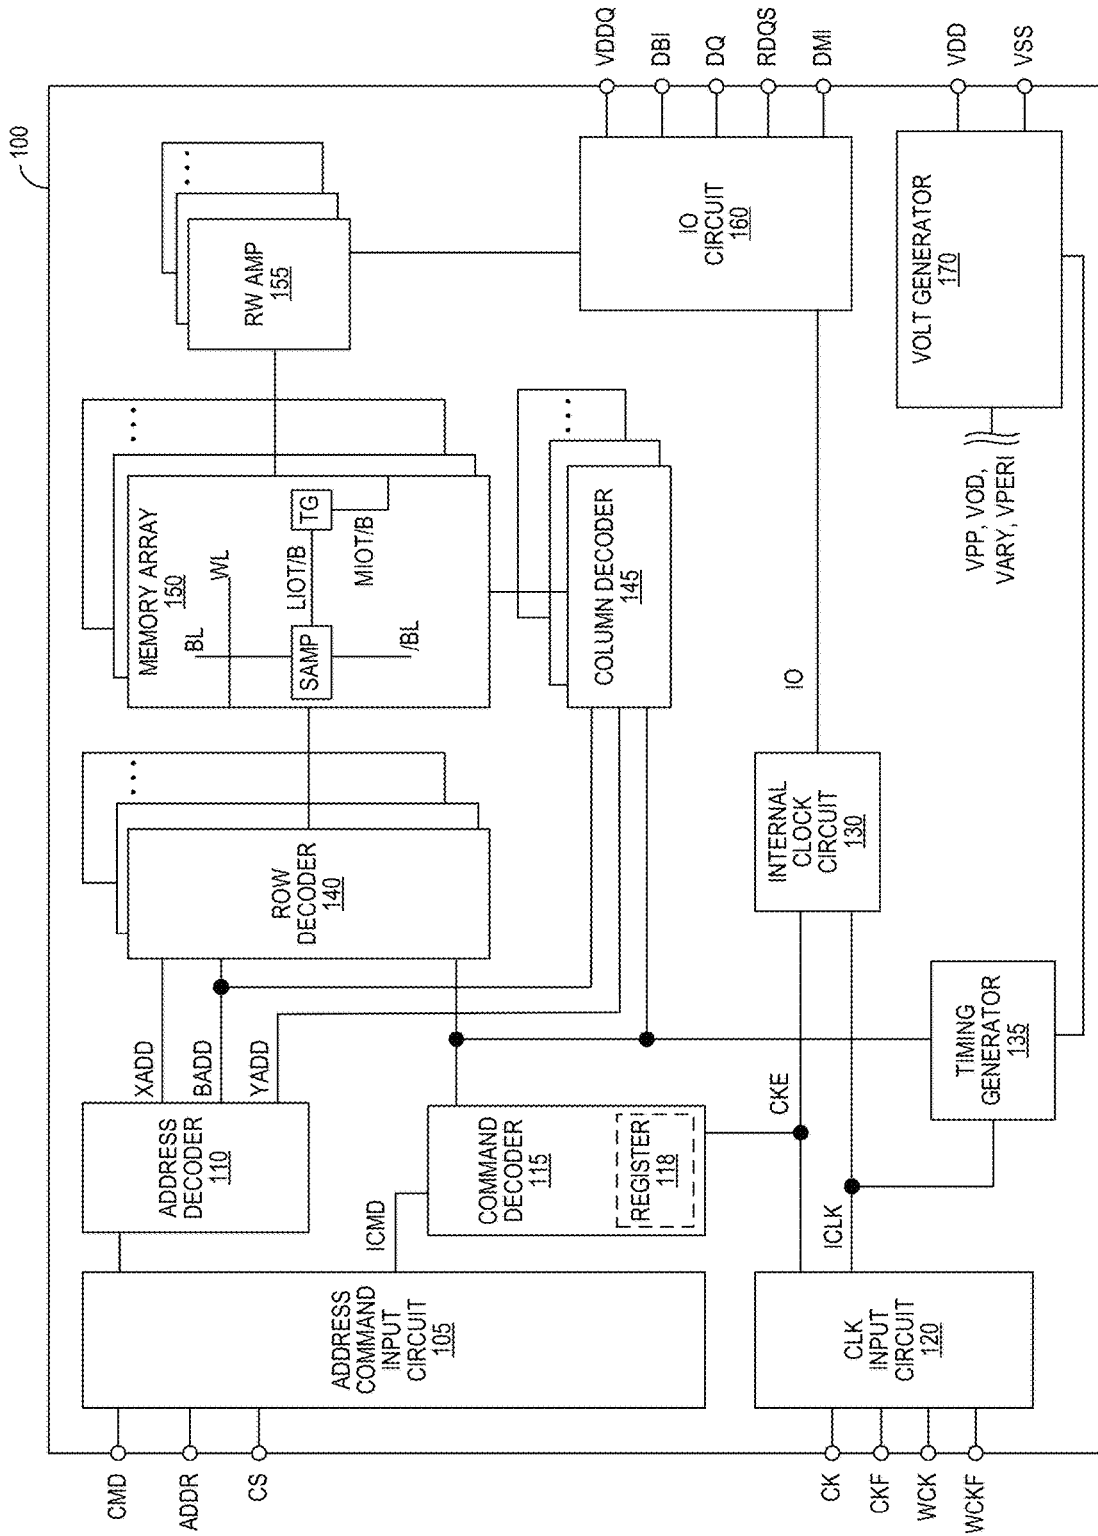 100
CMD
ADDR
CS
ADDRESS
COMMAND
INPUT
CIRCUIT
105
ADDRESS
DECODER
110
XADD
BADD
YADD
ICMD
COMMAND
DECODER
115
REGISTER
118
ROW
DECODER
140
MEMORY ARRAY
150
BL
WL
SAMP
/BL
LIOT/B
TG
MIOT/B
COLUMN DECODER
145
RW AMP
155
CK
CKF
WCK
WCKF
CLK
INPUT
CIRCUIT
120
CKE
ICLK
INTERNAL
CLOCK
CIRCUIT
130
IO
TIMING
GENERATOR
135
IO
CIRCUIT
160
VDDQ
DBI
DQ
RDQS
DMI
VPP, VOD,
VARY, VPERI
VOLT GENERATOR
170
VDD
VSS